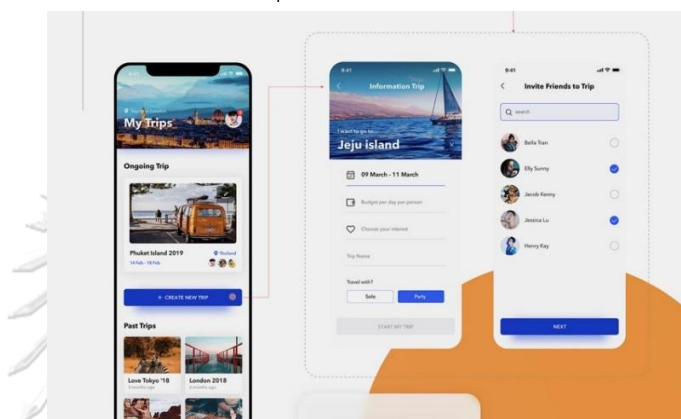 My Trips
Ongoing Trip
Phuket Island 2019
Thailand
14 Feb - 18 Feb
+ CREATE NEW TRIP
Past Trips
Love Tokyo '18
London 2018
9:41
Information Trip
I want to go to
Jeju island
09 March - 11 March
Budget per day per person
Choose your interest
Trip Name
Travel with?
Solo
Party
START MY TRIP
9:41
Invite Friends to Trip
search
Bella Tran
Elly Sunny
Jacob Kenny
Jessica Lu
Henry Kay
NEXT